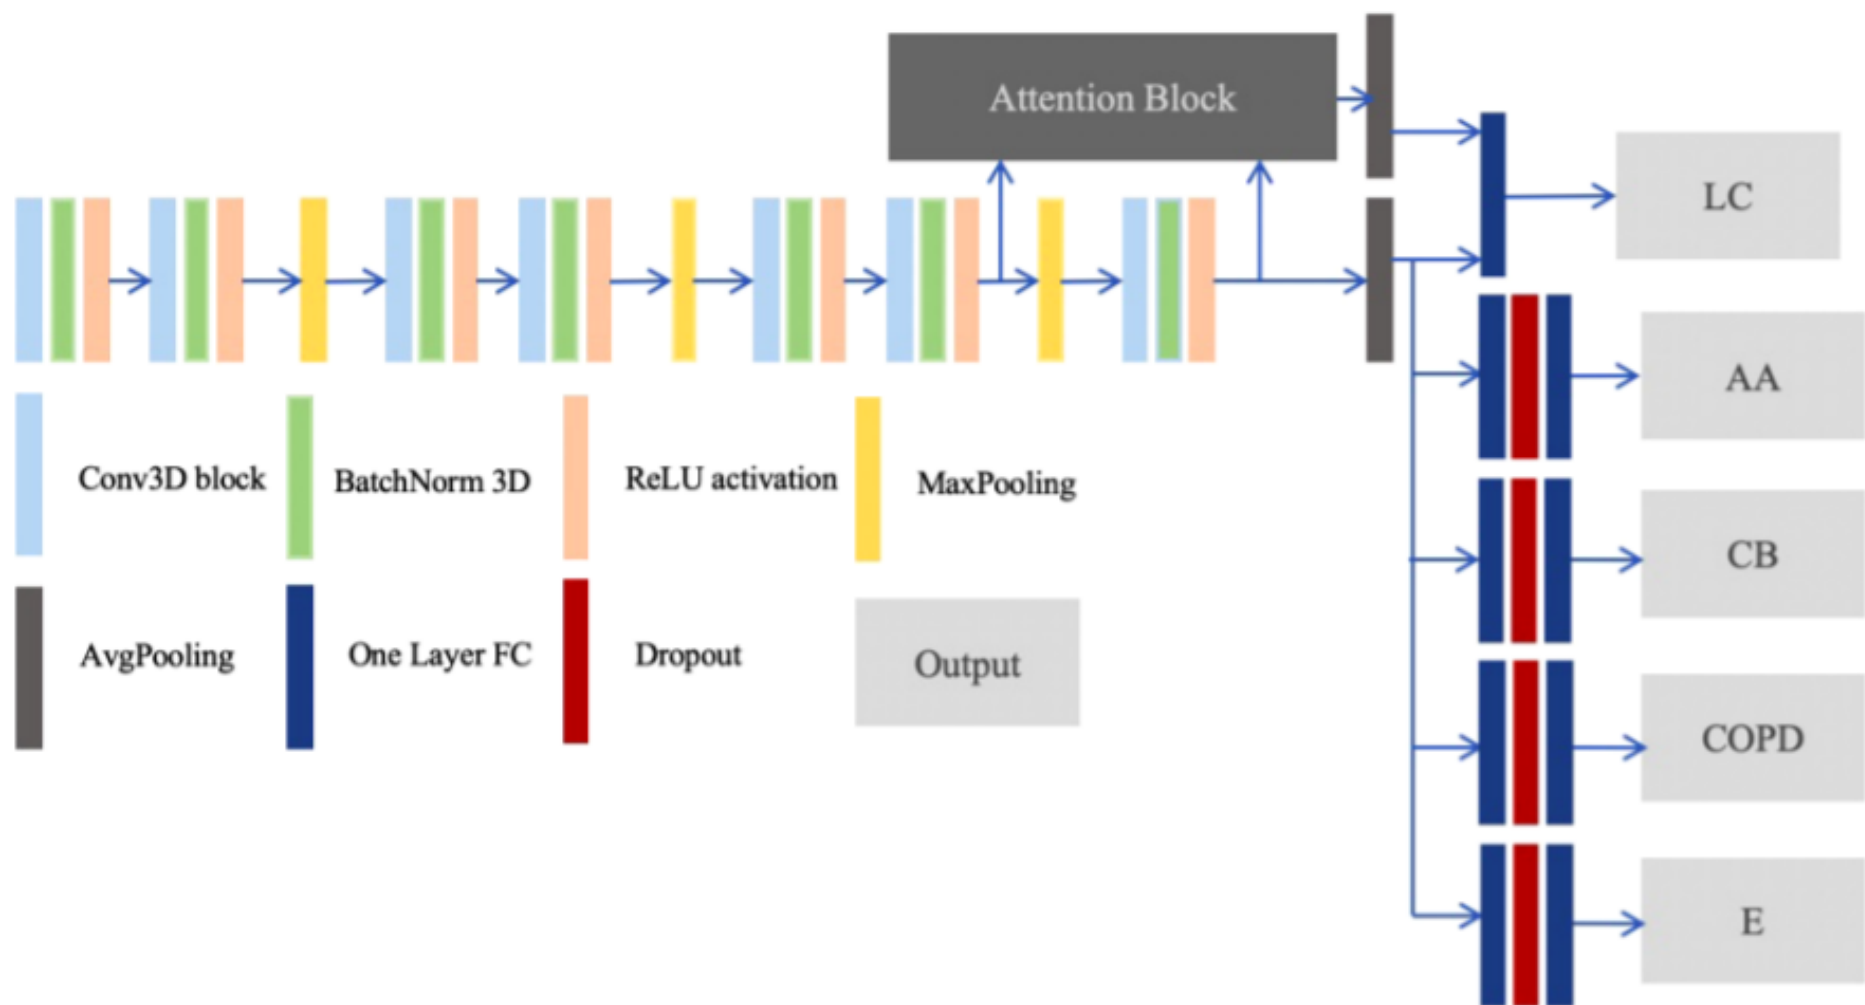 Attention Block
LC
AA
Conv3D block
BatchNorm 3D
ReLU activation
MaxPooling
CB
AvgPooling
One Layer FC
Dropout
Output
COPD
E